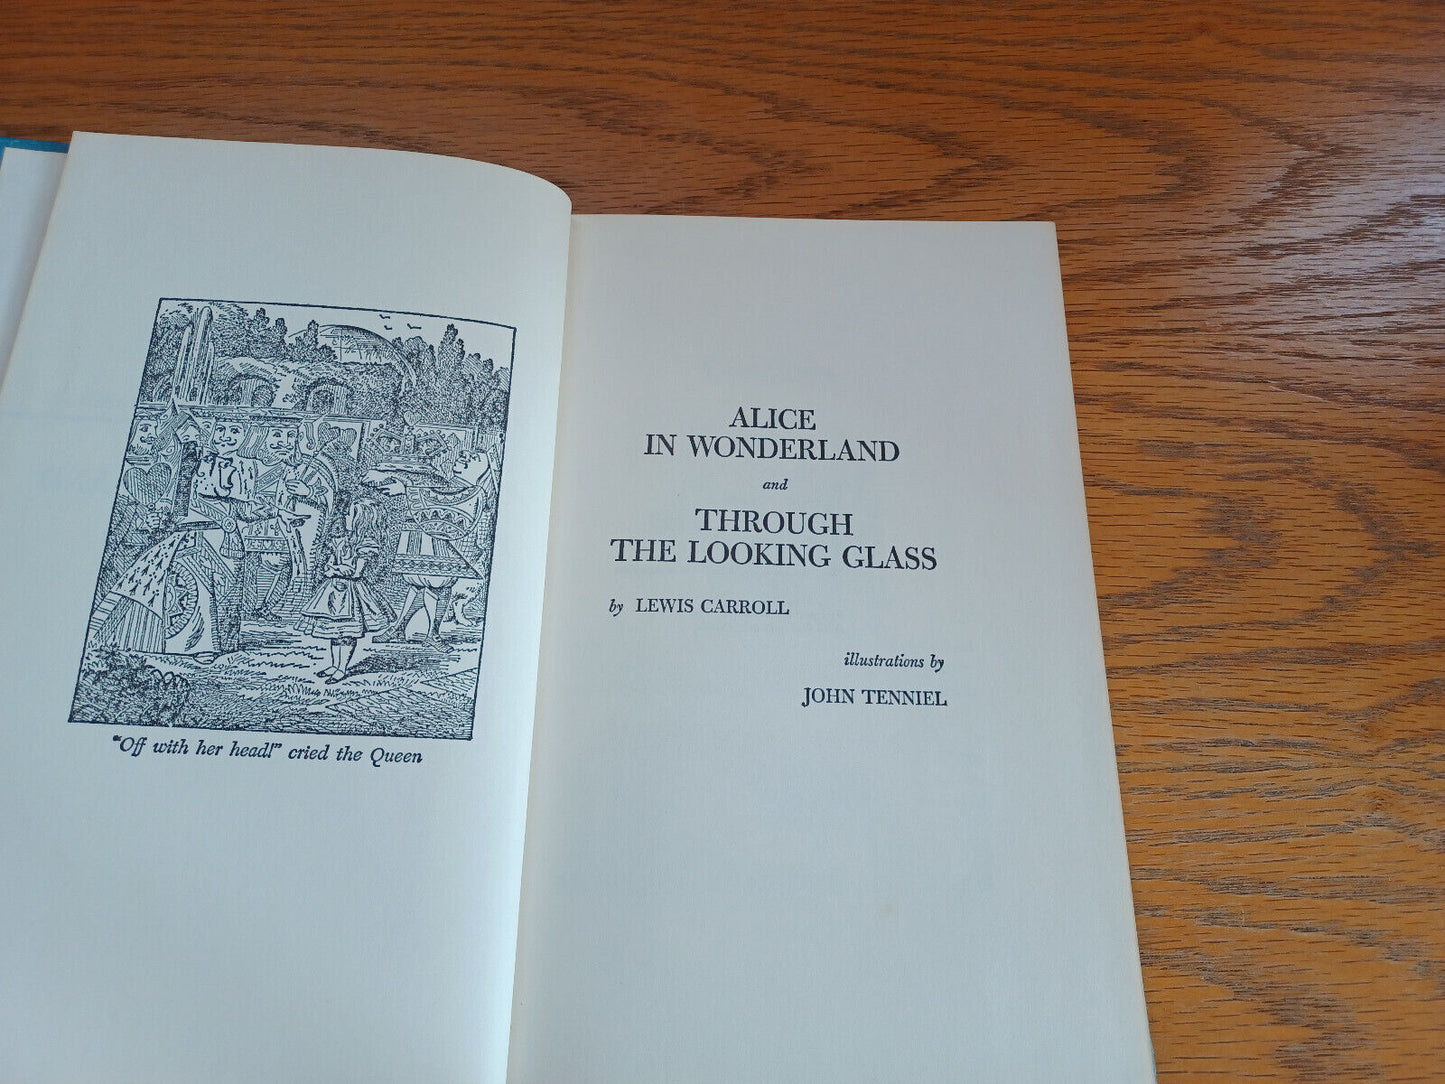 "Off with her head!" cried the Queen
ALICE
IN WONDERLAND
and
THROUGH
THE LOOKING GLASS
by LEWIS CARROLL
illustrations by
JOHN TENNIEL